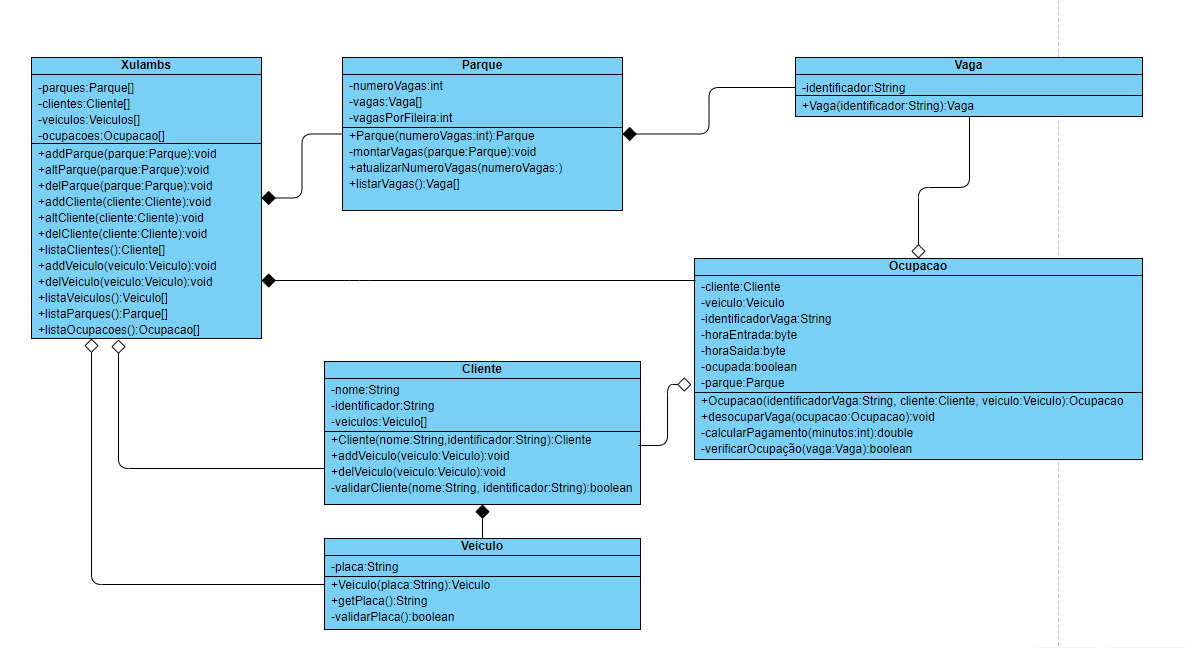 Xulambs
-parques:Parque[]
-clientes:Cliente[]
-veiculos:Veiculos[]
-ocupacoes:Ocupacao[]
+addParque(parque:Parque):void
+altParque(parque:Parque):void
+delParque(parque:Parque):void
+addCliente(cliente:Cliente):void
+altCliente(cliente:Cliente):void
+delCliente(cliente:Cliente):void
+listaClientes():Cliente[]
+addVeiculo(veiculo:Veiculo):void
+delVeiculo(veiculo:Veiculo):void
+listaVeiculos():Veiculo[]
+listaParques():Parque[]
+listaOcupacoes():Ocupacao[]
Parque
-numeroVagas:int
-vagas:Vaga[]
-vagasPorFileira:int
+Parque(numeroVagas:int):Parque
-montarVagas(parque:Parque):void
+atualizarNumeroVagas(numeroVagas:)
+listarVagas():Vaga[]
Vaga
-identificador:String
+Vaga(identificador:String):Vaga
Ocupacao
-cliente:Cliente
-veiculo:Veiculo
-identificadorVaga:String
-horaEntrada:byte
-horaSaida:byte
-ocupada:boolean
-parque:Parque
+Ocupacao(identificadorVaga:String, cliente:Cliente, veiculo:Veiculo):Ocupacao
+desocuparVaga(ocupacao:Ocupacao):void
-calcularPagamento(minutos:int):double
-verificarOcupação(vaga:Vaga):boolean
Cliente
-nome:String
-identificador:String
-veiculos:Veiculo[]
+Cliente(nome:String,identificador:String):Cliente
+addVeiculo(veiculo:Veiculo):void
+delVeiculo(veiculo:Veiculo):void
-validarCliente(nome:String, identificador:String):boolean
Veiculo
-placa:String
+Veiculo(placa:String):Veiculo
+getPlaca():String
-validarPlaca():boolean